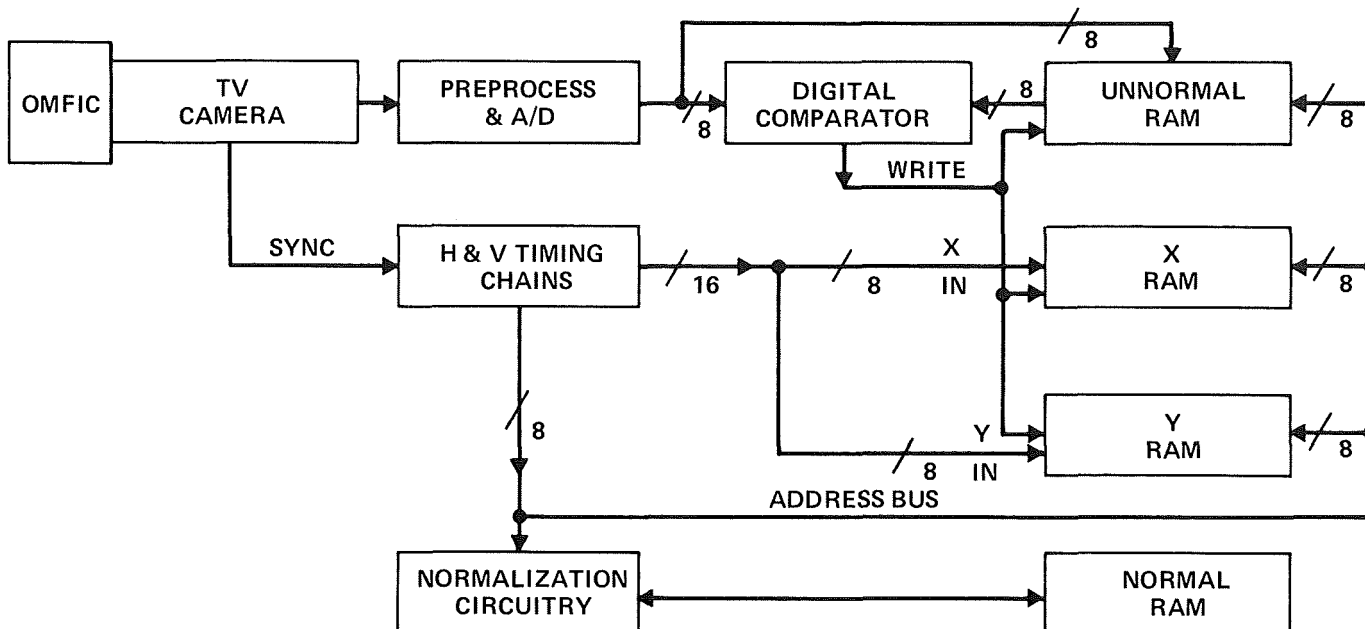 8
OMFIC
TV
CAMERA
PREPROCESS
& A/D
8
DIGITAL
COMPARATOR
8
UNNORMAL
RAM
8
WRITE
SYNC
H & V TIMING
CHAINS
16
8
X
IN
X
RAM
8
8
8
Y
IN
Y
RAM
8
ADDRESS BUS
NORMALIZATION
CIRCUITRY
NORMAL
RAM